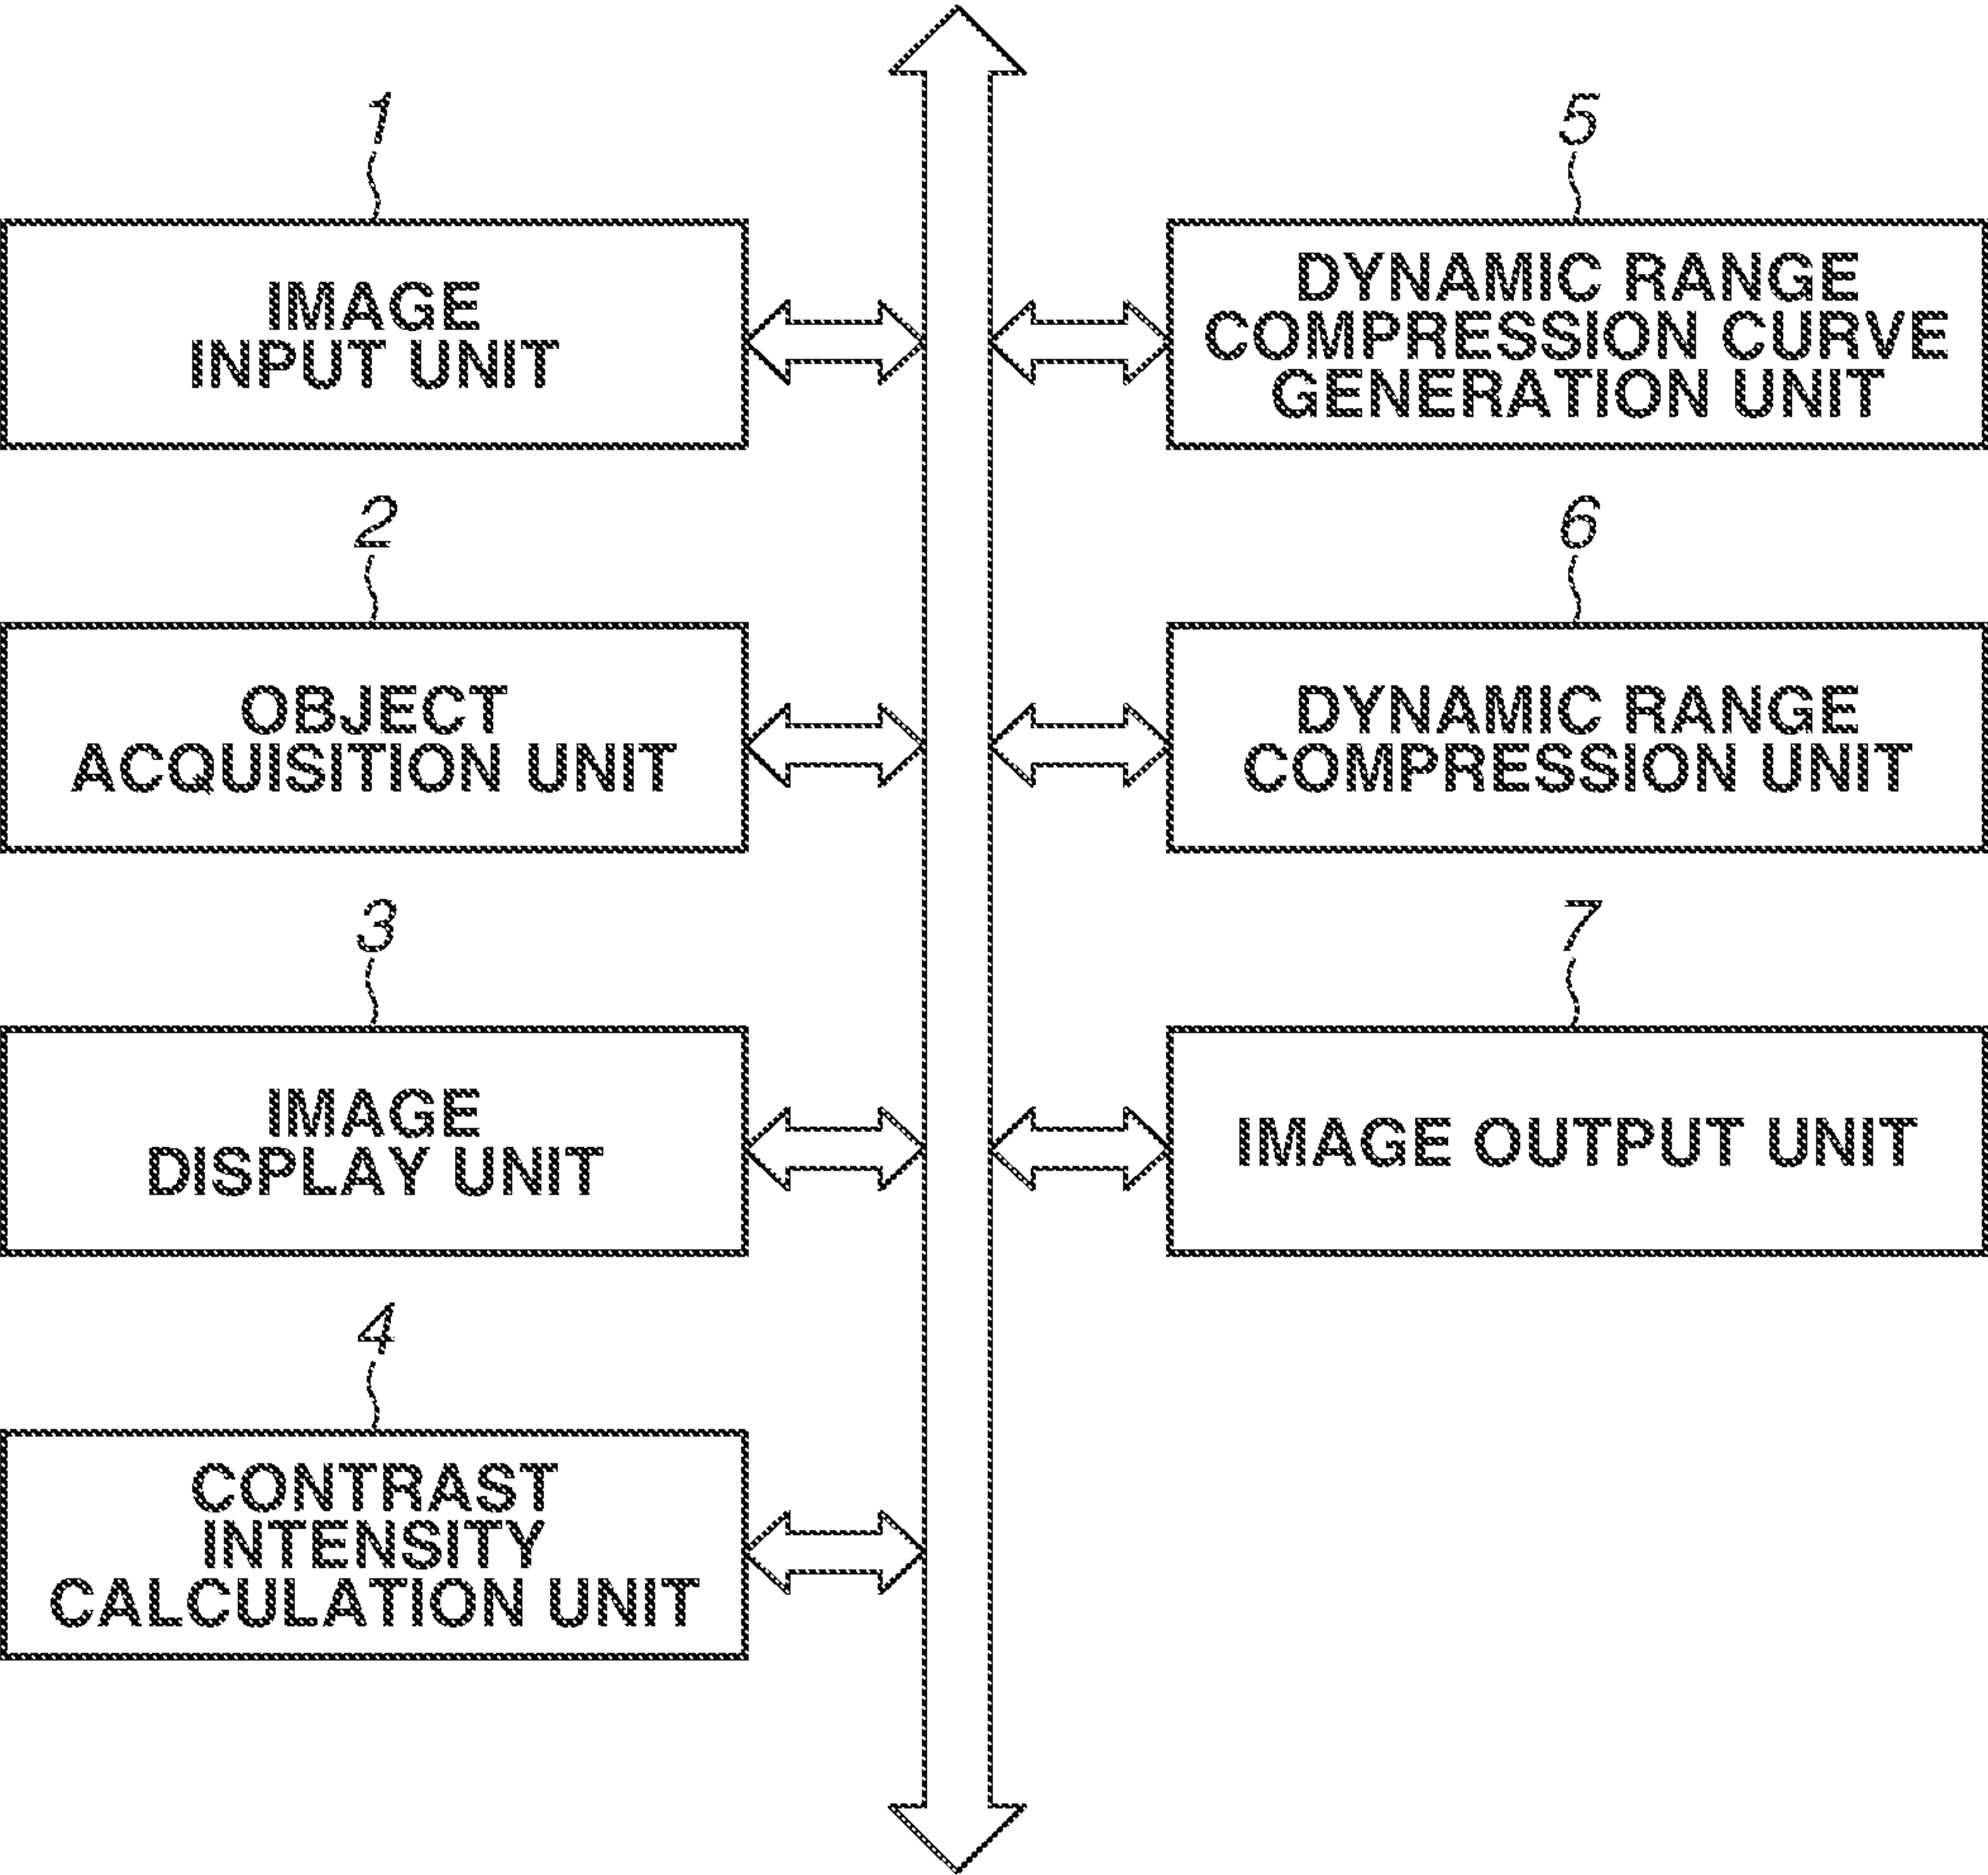 1
IMAGE
INPUT UNIT
2
OBJECT
ACQUISITION UNIT
3
IMAGE
DISPLAY UNIT
4
CONTRAST
INTENSITY
CALCULATION UNIT
5
DYNAMIC RANGE
COMPRESSION CURVE
GENERATION UNIT
6
DYNAMIC RANGE
COMPRESSION UNIT
7
IMAGE OUTPUT UNIT